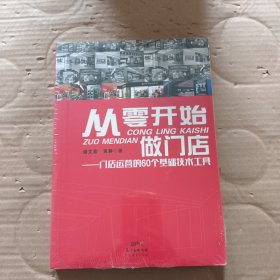 从零开始
CONG LING KAISHI
ZUO MENDIAN
做门店
——门店运营的60个基础技术工具
著